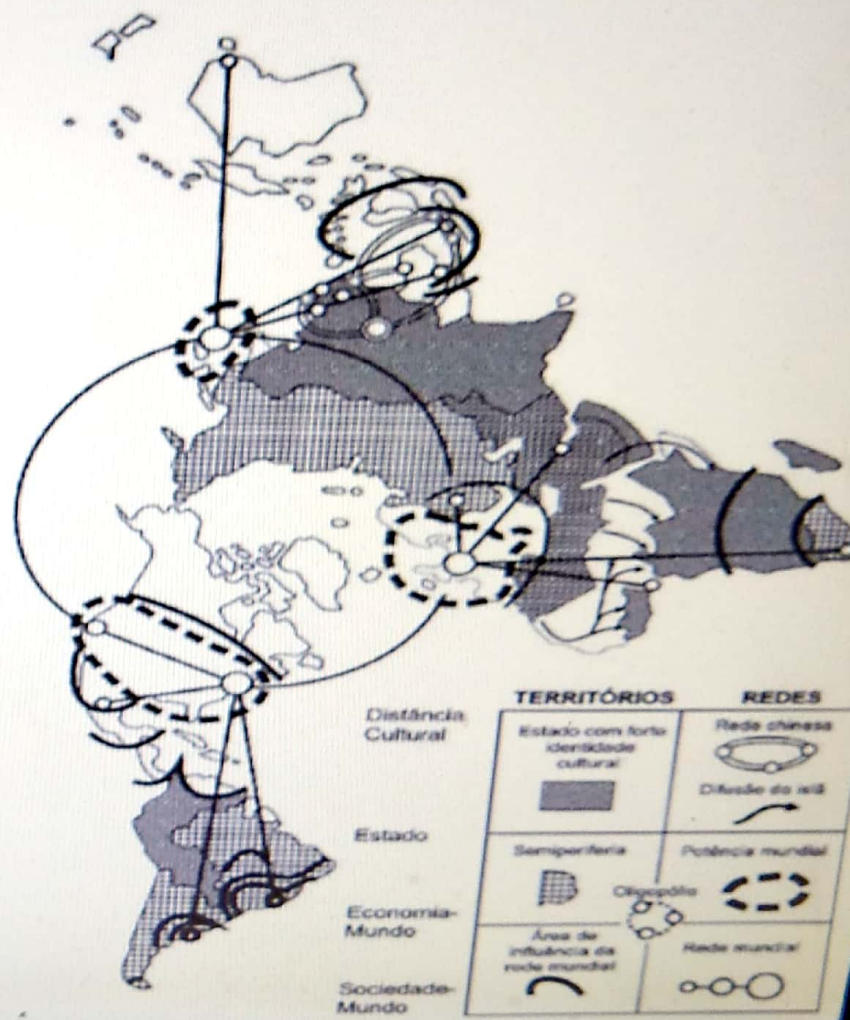 TERRITÓRIOS
REDES
Distância
Cultural
Estado com forte
identidade
cultural
Rede chinesa
Difusão do islã
Estado
Semiperiferia
Potência mundial
Oligopólio
Economia-
Mundo
Área de
influência da
rede mundial
Rede mundial
Sociedade-
Mundo